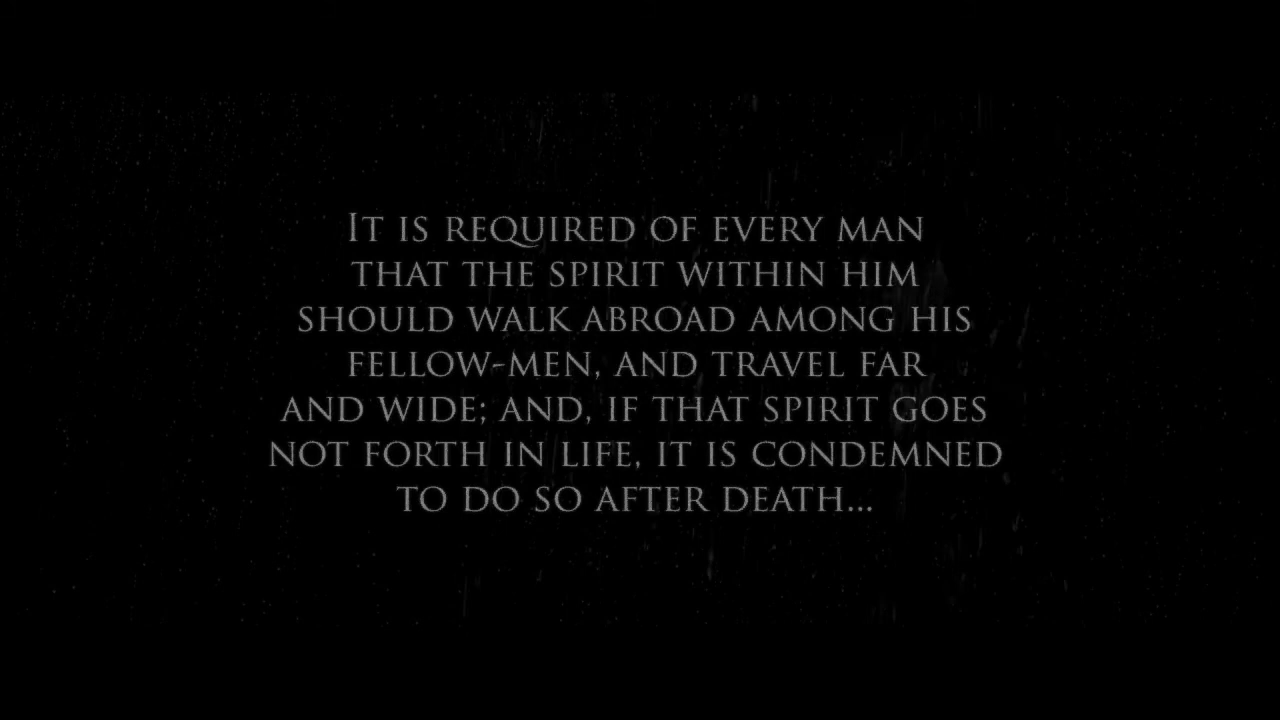 It is required of every man
that the spirit within him
should walk abroad among his
fellow-men, and travel far
and wide; and, if that spirit goes
not forth in life, it is condemned
to do so after death...